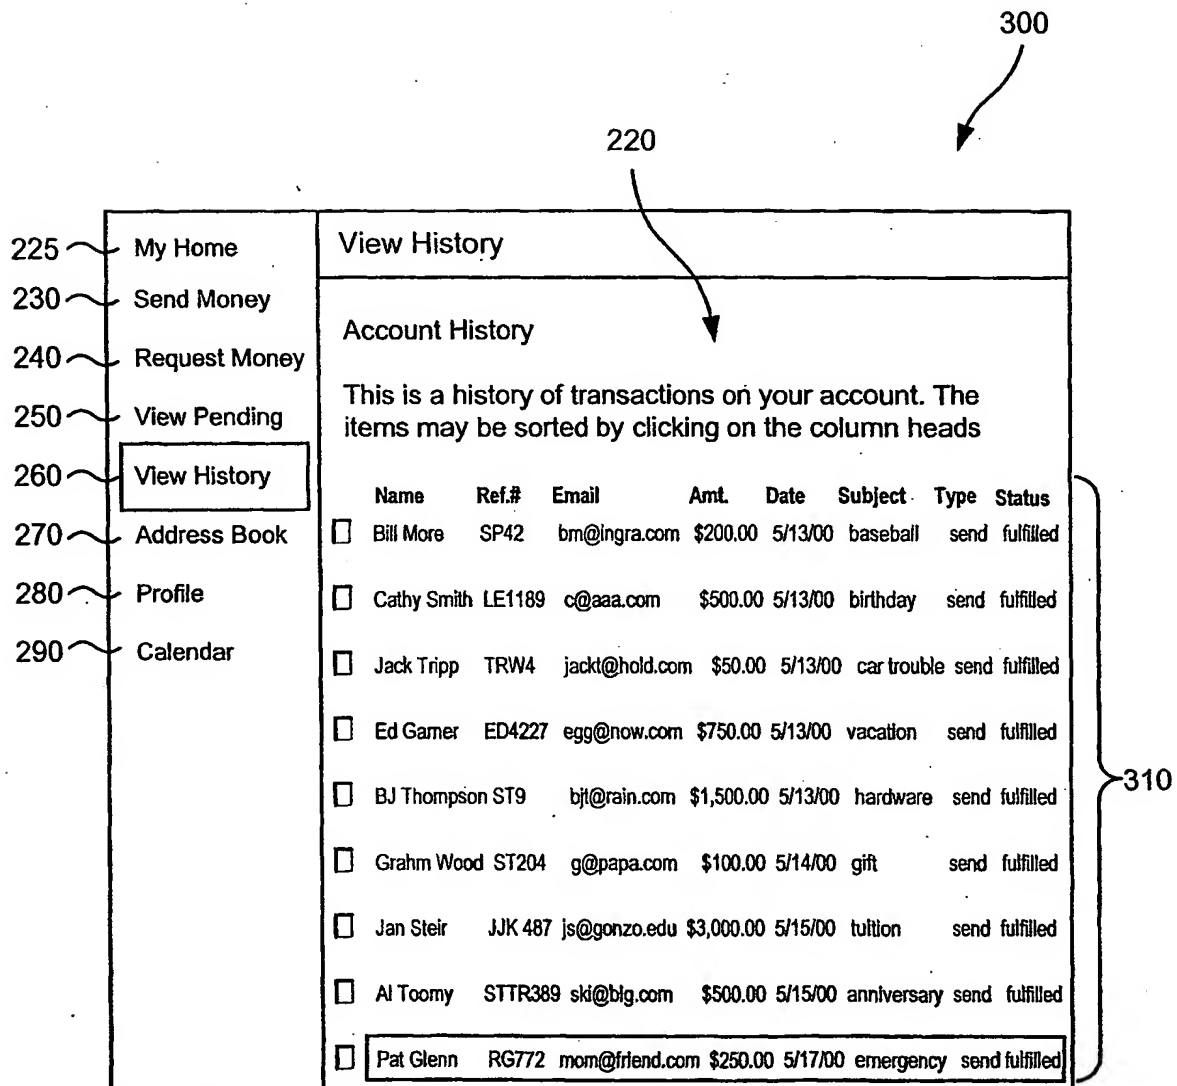 300
220
225 My Home
230 Send Money
240 Request Money
250 View Pending
260 View History
270 Address Book
280 Profile
290 Calendar
View History
Account History
This is a history of transactions on your account. The
items may be sorted by clicking on the column heads
Name Ref.# Email Amt. Date Subject Type Status
Bill More SP42 bm@ingra.com $200.00 5/13/00 baseball send fulfilled
Cathy Smith LE1189 c@aaa.com $500.00 5/13/00 birthday send fulfilled
Jack Tripp TRW4 jackt@hold.com $50.00 5/13/00 car trouble send fulfilled
Ed Garner ED4227 egg@now.com $750.00 5/13/00 vacation send fulfilled
BJ Thompson ST9 bjt@rain.com $1,500.00 5/13/00 hardware send fulfilled
Grahm Wood ST204 g@papa.com $100.00 5/14/00 gift send fulfilled
Jan Steir JJK 487 js@gonzo.edu $3,000.00 5/15/00 tuition send fulfilled
Al Toomy STTR389 ski@big.com $500.00 5/15/00 anniversary send fulfilled
Pat Glenn RG772 mom@friend.com $250.00 5/17/00 emergency send fulfilled
310